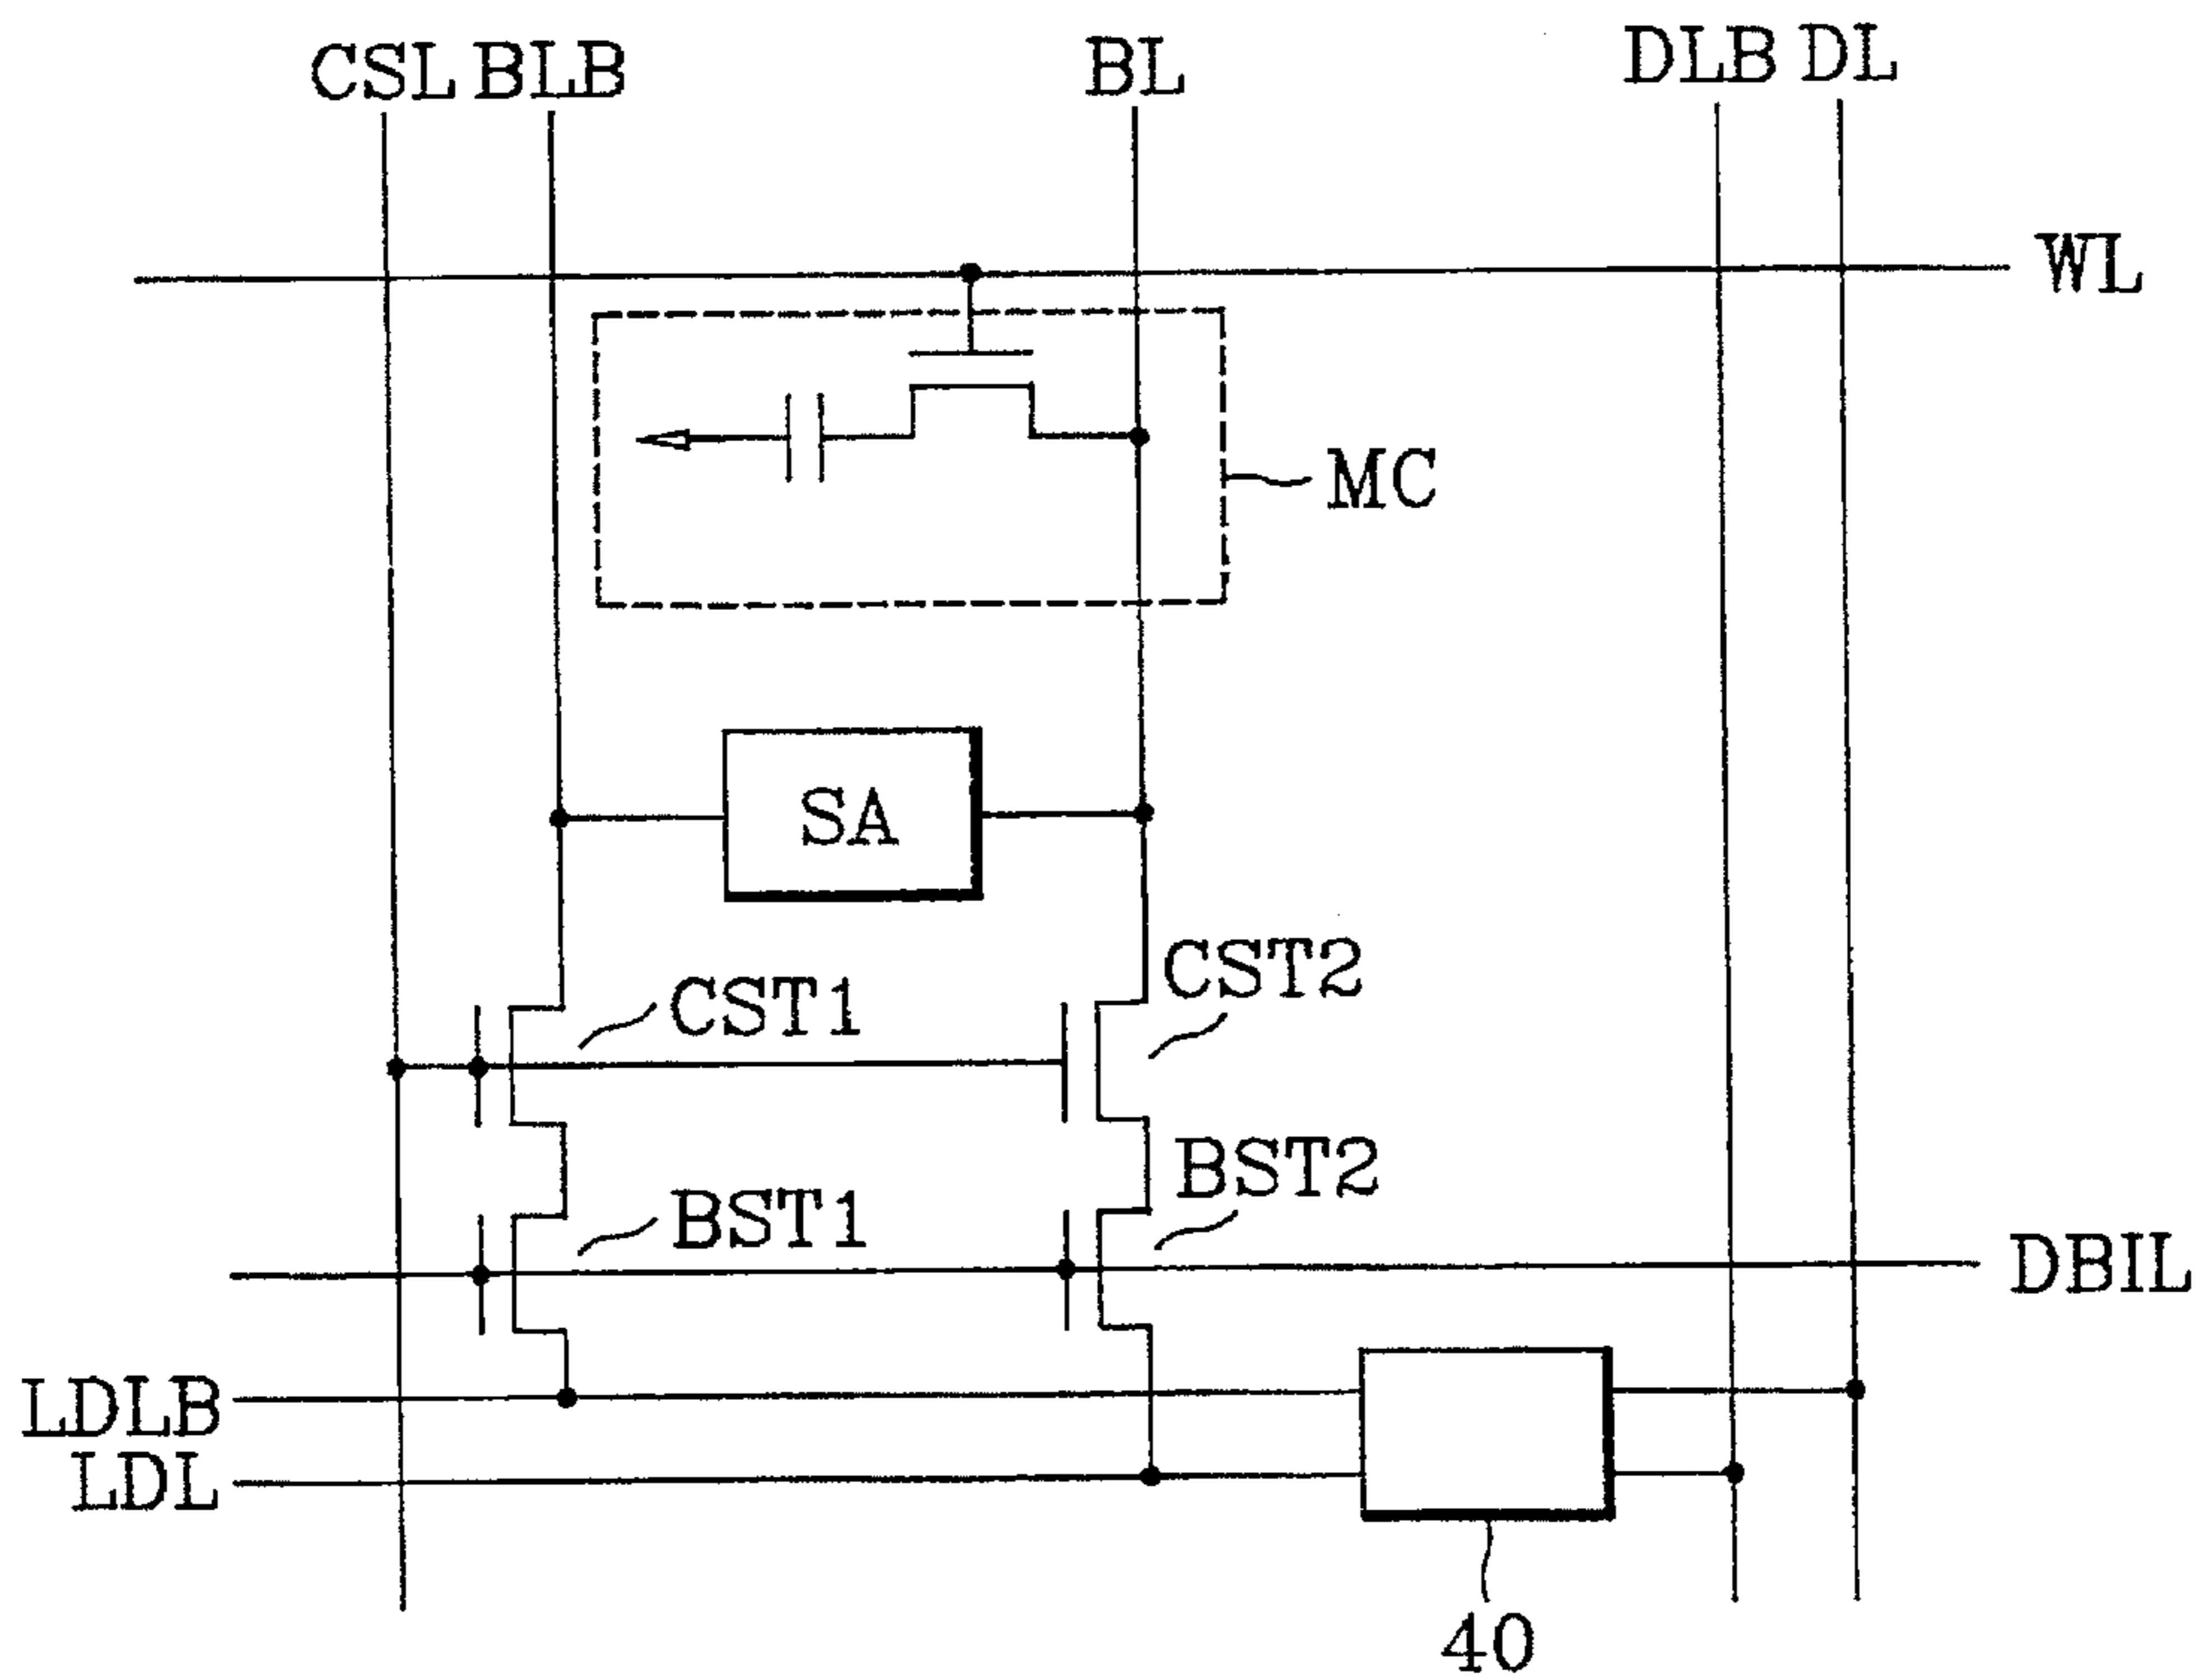 CSL BLB BL DLB DL
WL
MC
SA
CST2
CST1
BST2
BST1
DBIL
LDLB
LDL
40